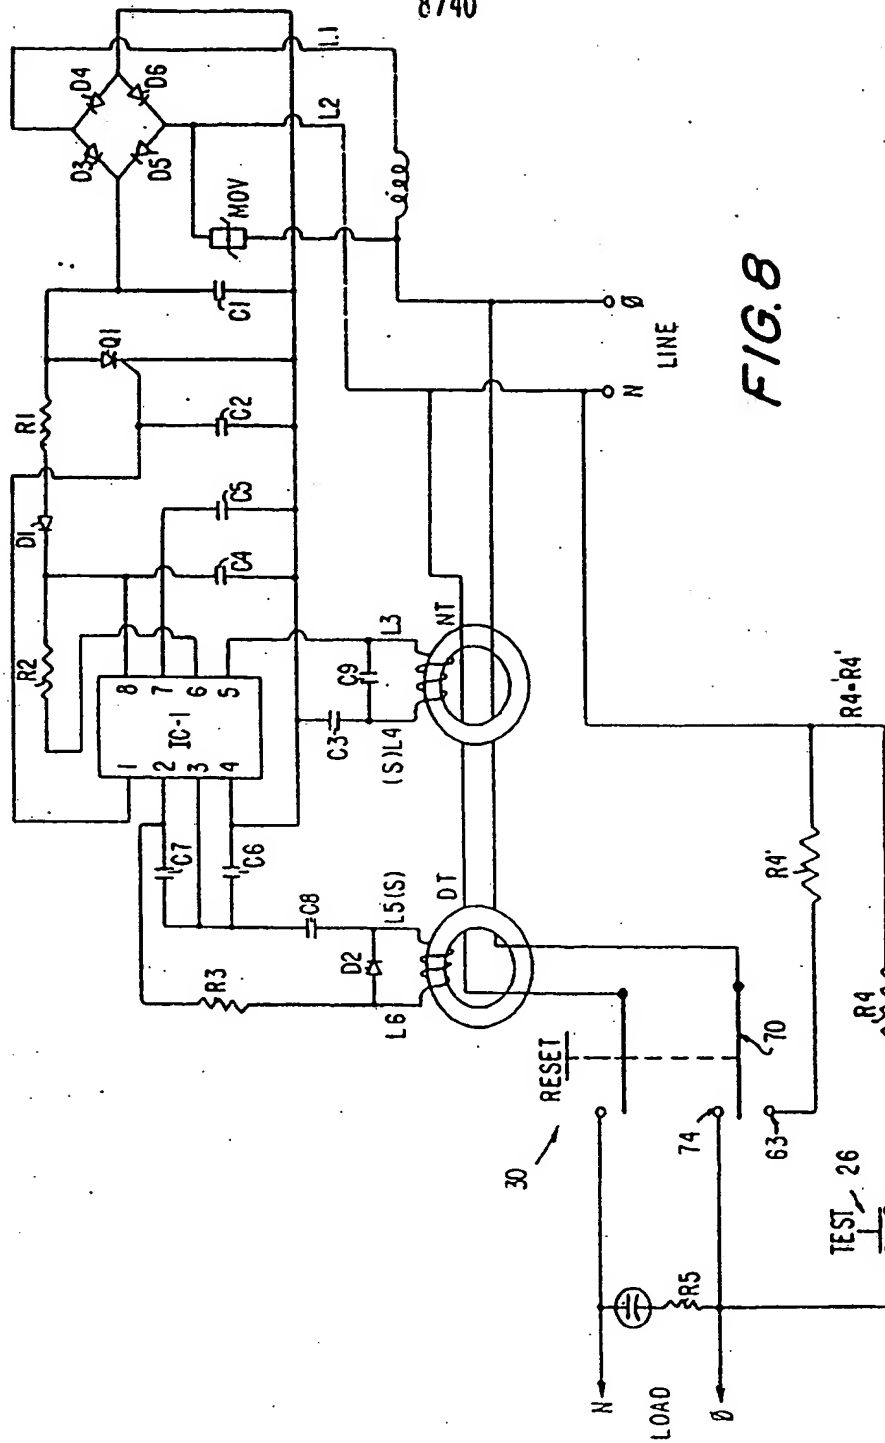 8740
L1
L2
D4
D6
D3
D5
MOV
C1
Q1
R1
C2
D1
C5
C4
R2
8
7
6
5
IC-1
1
2
3
4
C7
C6
C3
C9
L3
(S)L4
NT
C8
D2
R3
L5(S)
L6
DT
LINE
Ø
N
FIG. 8
R4=R4'
R4'
R4
RESET
30
74
70
63
TEST
26
R5
N
LOAD
Ø